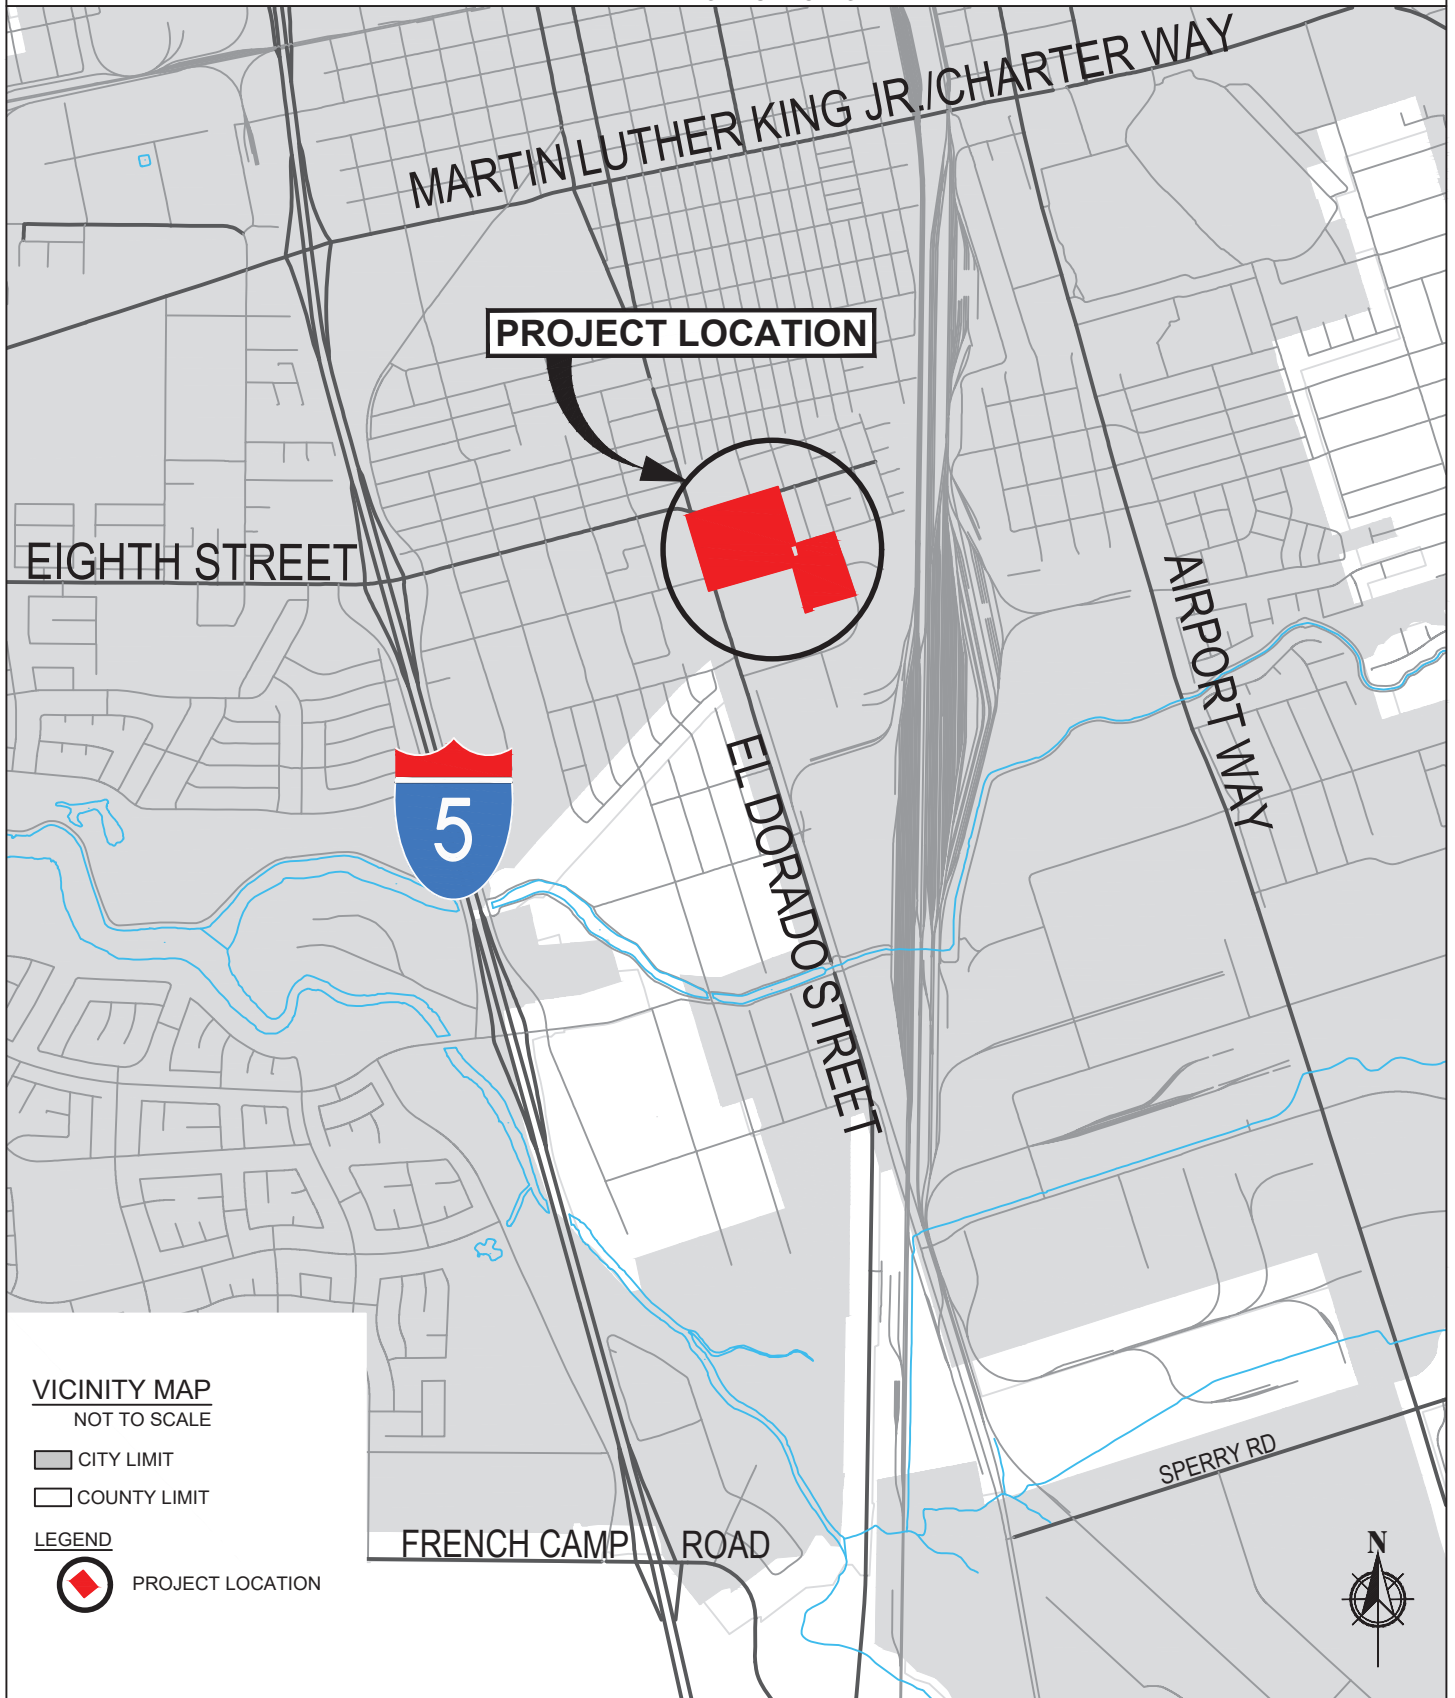 MARTIN LUTHER KING JR./CHARTER WAY
PROJECT LOCATION
EIGHTH STREET
AIRPORT WAY
5
EL DORADO STREET
VICINITY MAP
NOT TO SCALE
CITY LIMIT
COUNTY LIMIT
LEGEND
PROJECT LOCATION
FRENCH CAMP ROAD
SPERRY RD
N